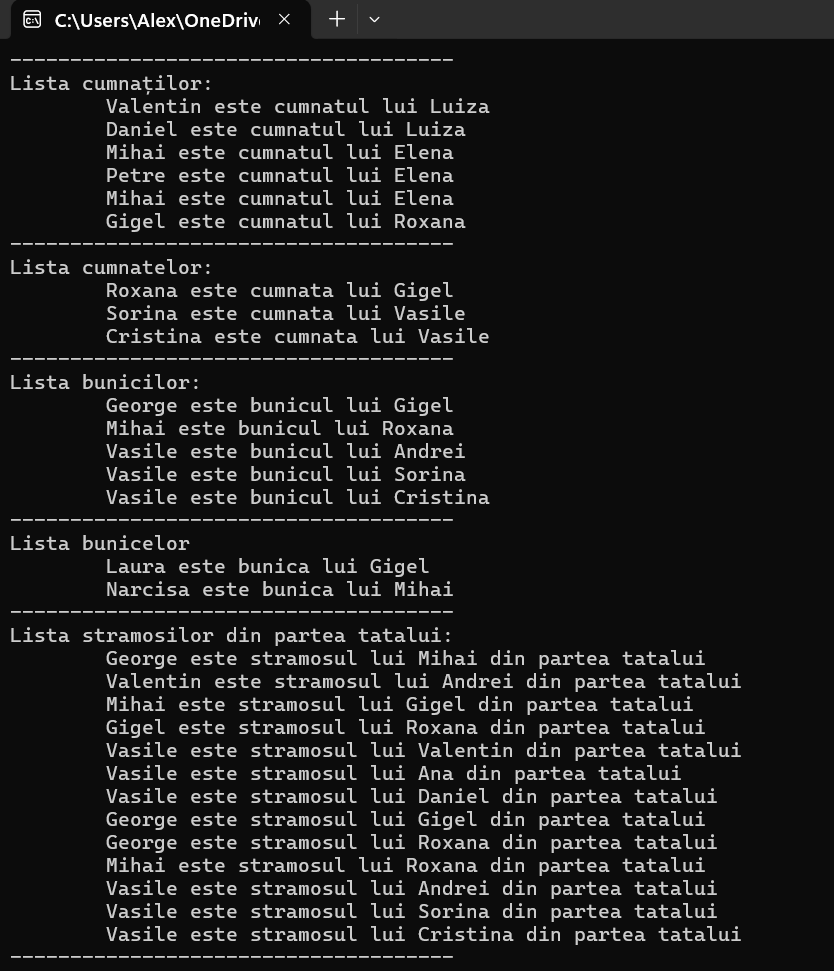 C:\Users\Alex\OneDriv
-------------------------------------
Lista cumnaților:
Valentin este cumnatul lui Luiza
Daniel este cumnatul lui Luiza
Mihai este cumnatul lui Elena
Petre este cumnatul lui Elena
Mihai este cumnatul lui Elena
Gigel este cumnatul lui Roxana
-------------------------------------
Lista cumnatelor:
Roxana este cumnata lui Gigel
Sorina este cumnata lui Vasile
Cristina este cumnata lui Vasile
-------------------------------------
Lista bunicilor:
George este bunicul lui Gigel
Mihai este bunicul lui Roxana
Vasile este bunicul lui Andrei
Vasile este bunicul lui Sorina
Vasile este bunicul lui Cristina
-------------------------------------
Lista bunicelor
Laura este bunica lui Gigel
Narcisa este bunica lui Mihai
-------------------------------------
Lista stramosilor din partea tatalui:
George este stramosul lui Mihai din partea tatalui
Valentin este stramosul lui Andrei din partea tatalui
Mihai este stramosul lui Gigel din partea tatalui
Gigel este stramosul lui Roxana din partea tatalui
Vasile este stramosul lui Valentin din partea tatalui
Vasile este stramosul lui Ana din partea tatalui
Vasile este stramosul lui Daniel din partea tatalui
George este stramosul lui Gigel din partea tatalui
George este stramosul lui Roxana din partea tatalui
Mihai este stramosul lui Roxana din partea tatalui
Vasile este stramosul lui Andrei din partea tatalui
Vasile este stramosul lui Sorina din partea tatalui
Vasile este stramosul lui Cristina din partea tatalui
-------------------------------------